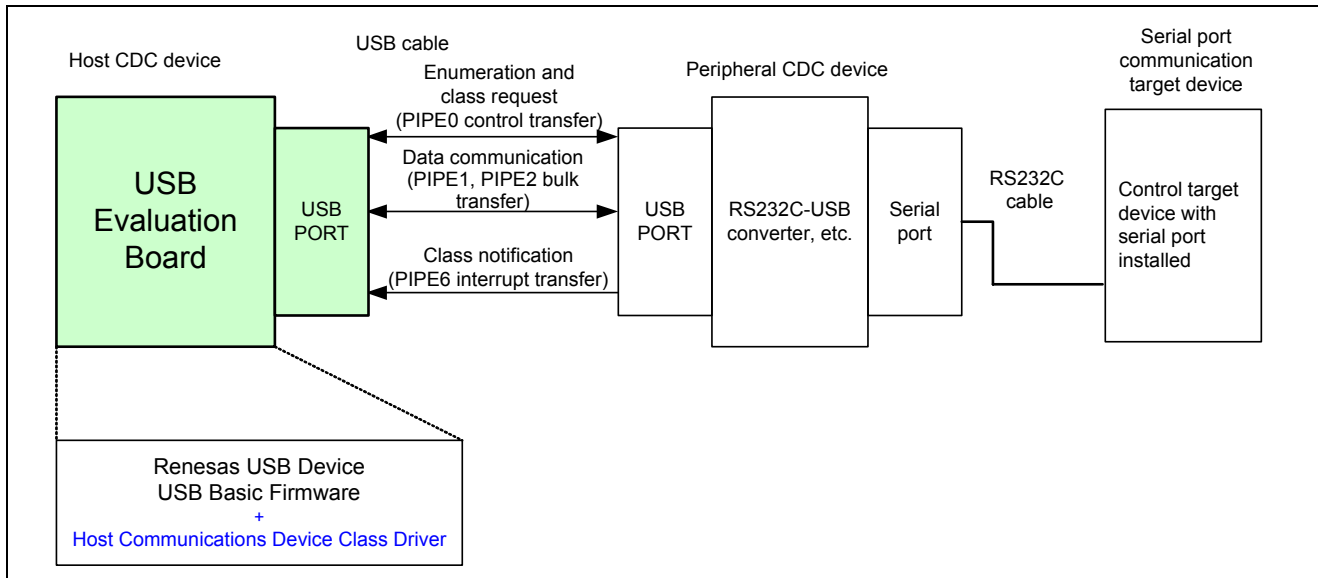 Host CDC device
USB cable
Peripheral CDC device
Serial port
communication
target device
USB
Evaluation
Board
USB
PORT
Enumeration and
class request
(PIPE0 control transfer)
Data communication
(PIPE1, PIPE2 bulk
transfer)
Class notification
(PIPE6 interrupt transfer)
USB
PORT
RS232C-USB
converter, etc.
Serial
port
RS232C
cable
Control target
device with
serial port
installed
Renesas USB Device
USB Basic Firmware
+
Host Communications Device Class Driver